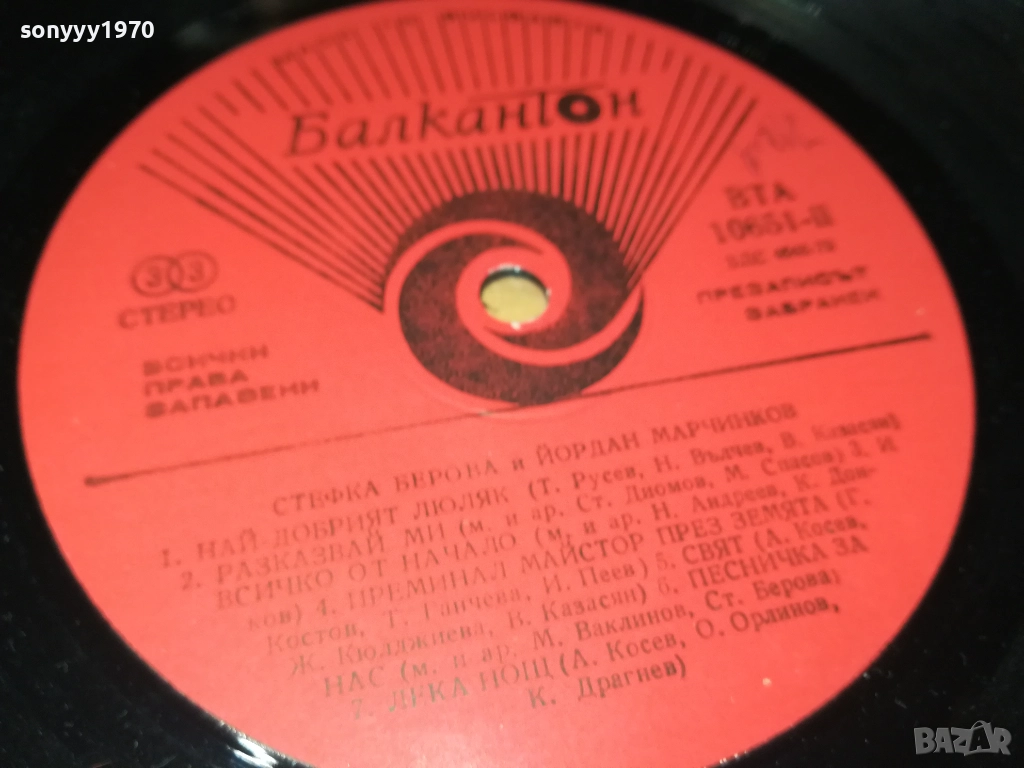 sonyyy1970
Балкантон
ВТА
10651-II
33
СТЕРЕО
ПРЕЗАПИСЪТ
ЗАБРАНЕН
ВСИЧКИ
ПРАВА
ЗАПАЗЕНИ
СТЕФКА БЕРОВА и ЙОРДАН МАРЧИНКОВ
1. НАЙ-ДОБРИЯТ ЛЮЛЯК (Т. Русев, Н. Вълчев, В. Казасян)
2. РАЗКАЗВАЙ МИ (м. и ар. Ст. Диомов, М. Спасов) 3. И
ВСИЧКО ОТ НАЧАЛО (м. и ар. Н. Андреев, К. Дон-
ков) 4. ПРЕМИНАЛ МАЙСТОР ПРЕЗ ЗЕМЯТА (Г.
Костов, Т. Ганчева, И. Пеев) 5. СВЯТ (А. Косев,
Ж. Кюлджиева, В. Казасян) 6. ПЕСНИЧКА ЗА
НАС (м. и ар. М. Ваклинов, Ст. Берова)
7. ЛЕКА НОЩ (А. Косев, О. Орлинов,
К. Драгнев)
BAZAR